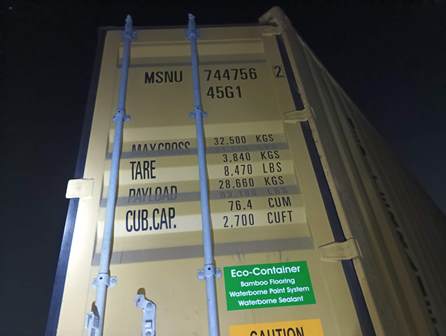 MSNU 744756 2
45G1
MAX.GROSS 32,500 KGS
TARE 3,840 KGS
8,470 LBS
PAYLOAD 28,660 KGS
CUB.CAP. 76.4 CUM
2,700 CUFT
Eco-Container
Bamboo Flooring
Waterborne Paint System
Waterborne Sealant
CAUTION